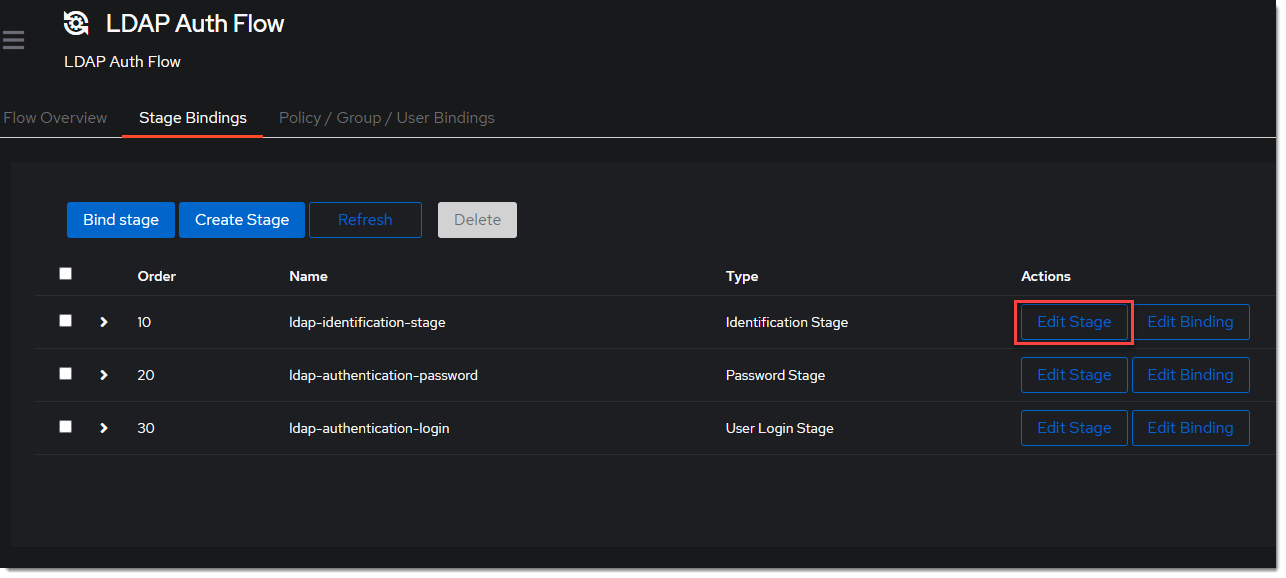 LDAP Auth Flow
LDAP Auth Flow
Flow Overview Stage Bindings Policy / Group / User Bindings
Bind stage Create Stage Refresh Delete
Order Name Type Actions
10 ldap-identification-stage Identification Stage Edit Stage Edit Binding
20 ldap-authentication-password Password Stage Edit Stage Edit Binding
30 ldap-authentication-login User Login Stage Edit Stage Edit Binding